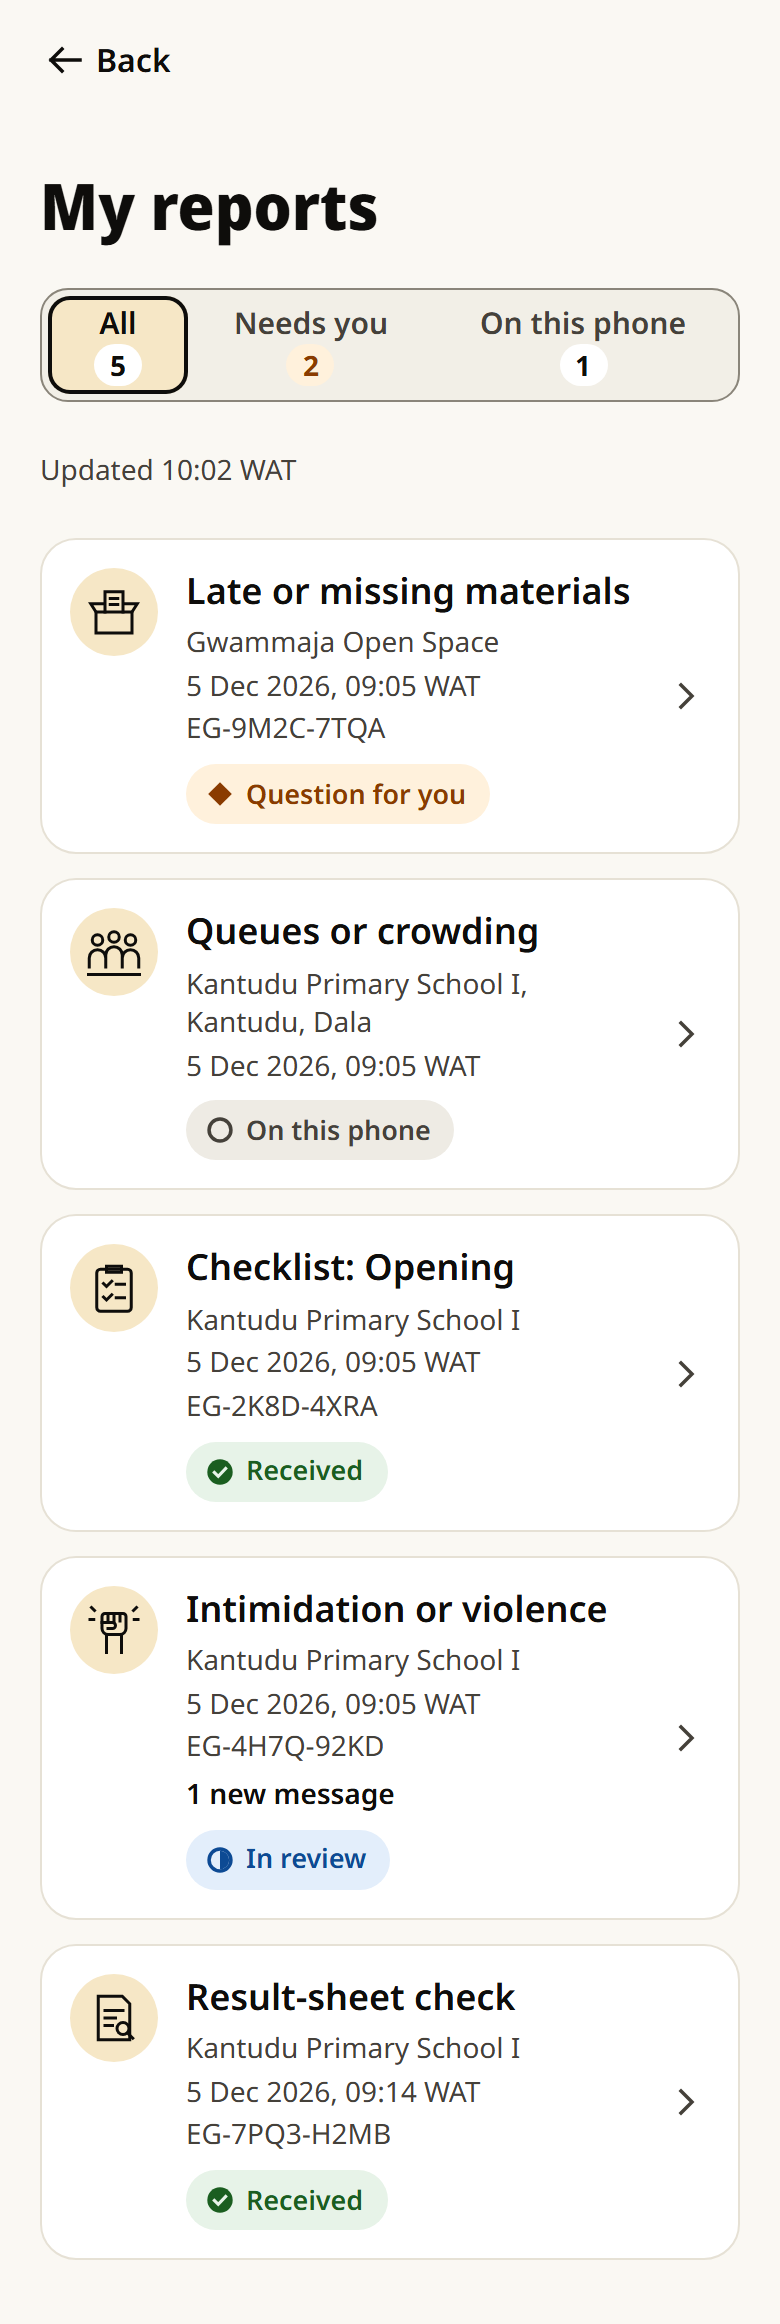 Back
My reports
All
5
Needs you
2
On this phone
1
Updated 10:02 WAT
Late or missing materials
Gwammaja Open Space
5 Dec 2026, 09:05 WAT
EG-9M2C-7TQA
Question for you
Queues or crowding
Kantudu Primary School I,
Kantudu, Dala
5 Dec 2026, 09:05 WAT
On this phone
Checklist: Opening
Kantudu Primary School I
5 Dec 2026, 09:05 WAT
EG-2K8D-4XRA
Received
Intimidation or violence
Kantudu Primary School I
5 Dec 2026, 09:05 WAT
EG-4H7Q-92KD
1 new message
In review
Result-sheet check
Kantudu Primary School I
5 Dec 2026, 09:14 WAT
EG-7PQ3-H2MB
Received